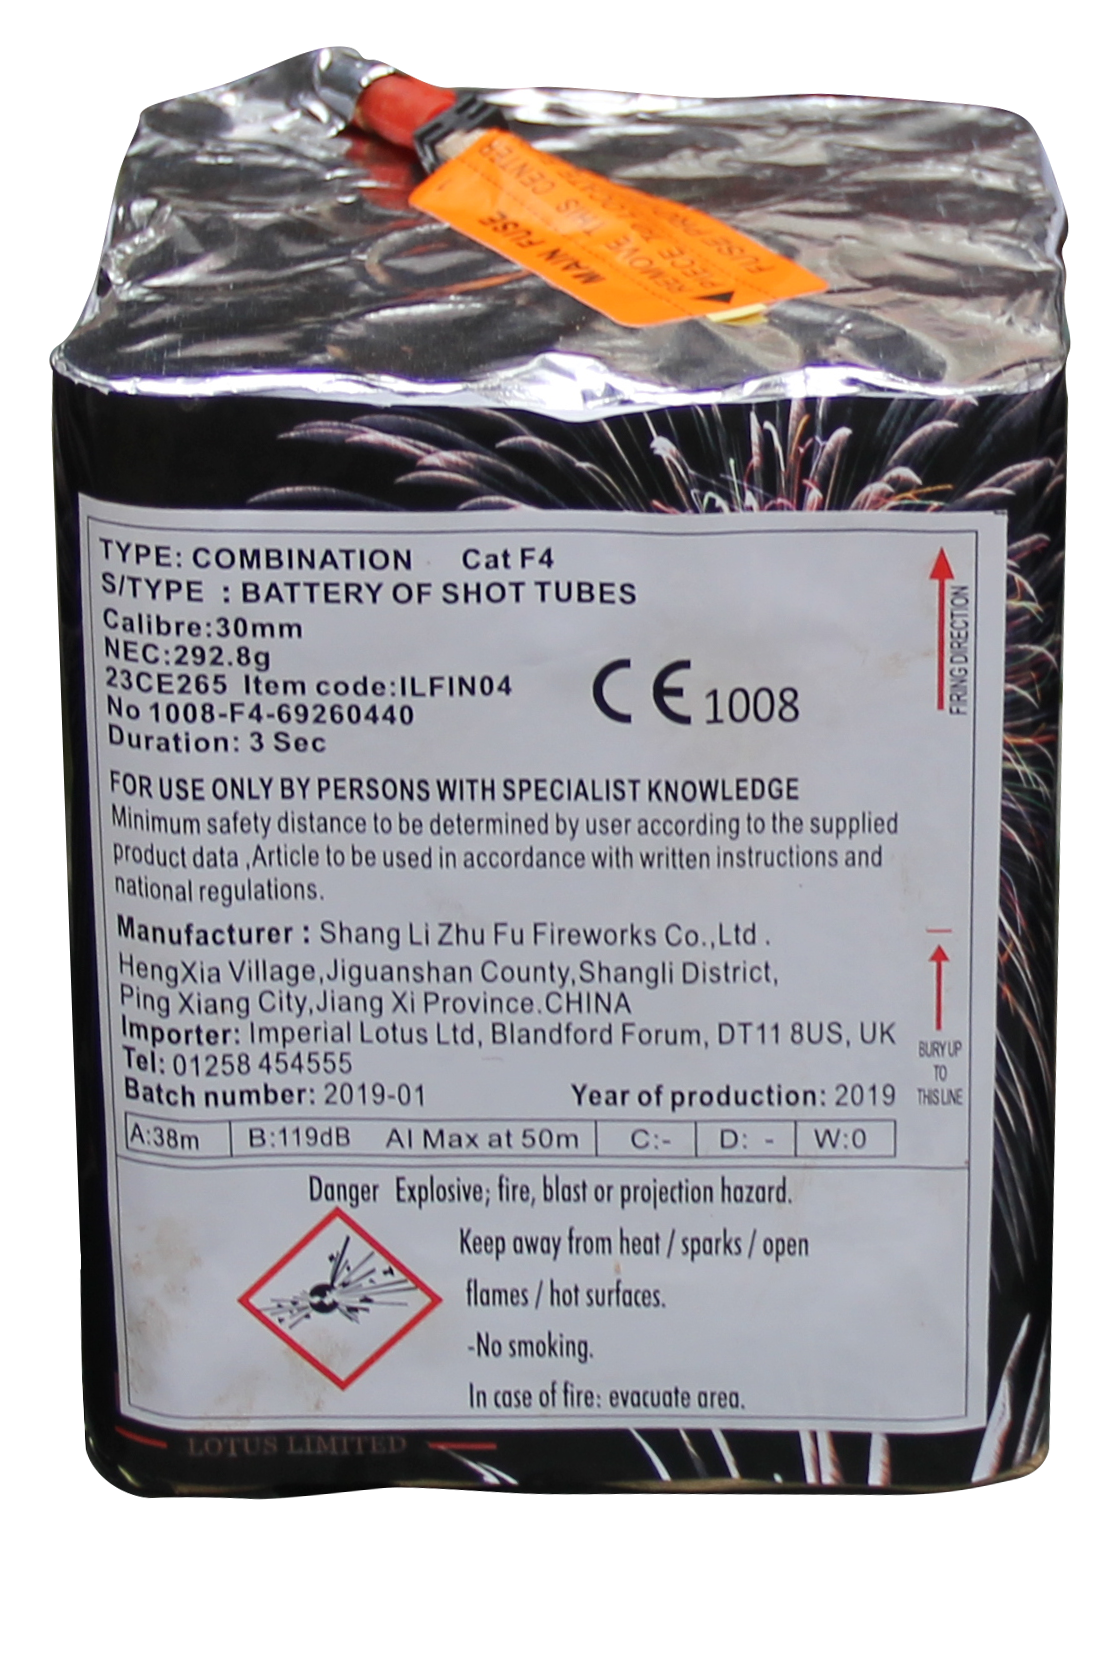 MAIN FUSE
REMOVE THIS CENTER
PIECE TO
FUSE
TYPE: COMBINATION Cat F4
S/TYPE : BATTERY OF SHOT TUBES
Calibre:30mm
NEC:292.8g
23CE265 Item code:ILFIN04
No 1008-F4-69260440
Duration: 3 Sec
CE 1008
FIRING DIRECTION
FOR USE ONLY BY PERSONS WITH SPECIALIST KNOWLEDGE
Minimum safety distance to be determined by user according to the supplied
product data ,Article to be used in accordance with written instructions and
national regulations.
Manufacturer : Shang Li Zhu Fu Fireworks Co.,Ltd .
HengXia Village,Jiguanshan County,Shangli District,
Ping Xiang City,Jiang Xi Province.CHINA
Importer: Imperial Lotus Ltd, Blandford Forum, DT11 8US, UK
Tel: 01258 454555
Batch number: 2019-01 Year of production: 2019
BURY UP
TO
THIS LINE
A:38m B:119dB AI Max at 50m C:- D: - W:0
Danger Explosive; fire, blast or projection hazard.
Keep away from heat / sparks / open
flames / hot surfaces.
-No smoking.
In case of fire: evacuate area.
LOTUS LIMITED